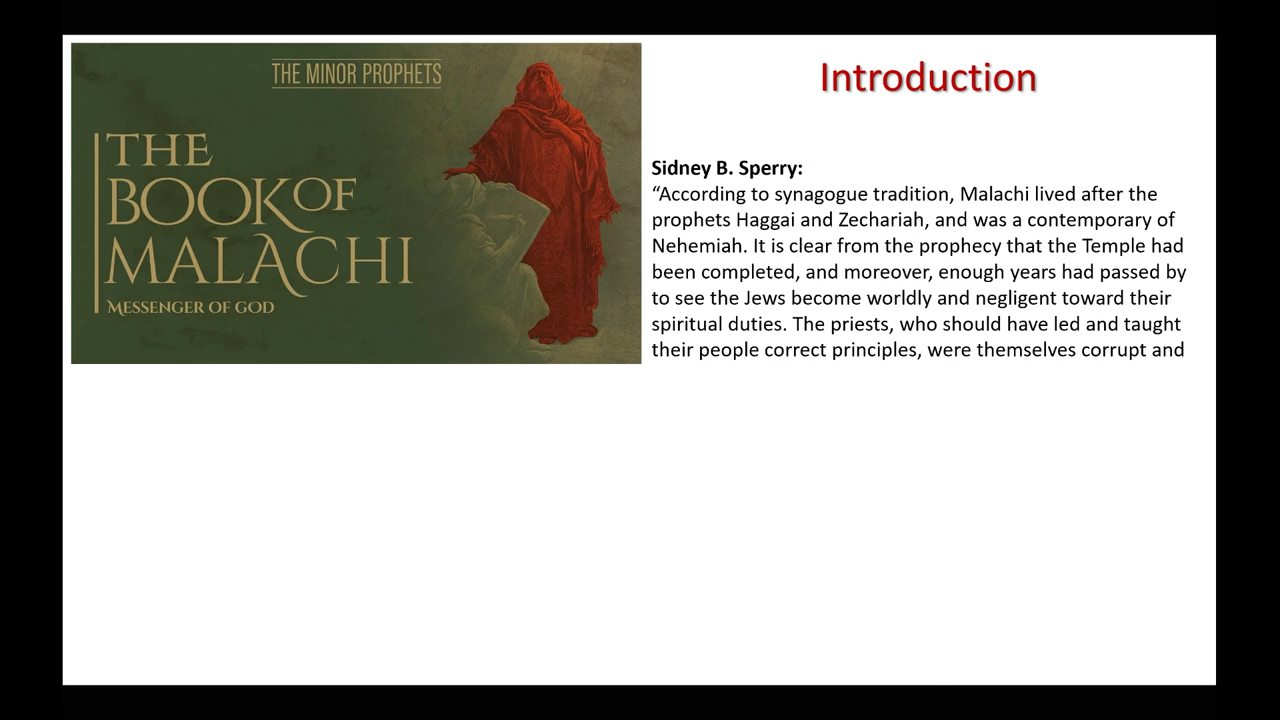 THE MINOR PROPHETS
THE
BOOK OF
MALACHI
MESSENGER OF GOD
Introduction
Sidney B. Sperry:
“According to synagogue tradition, Malachi lived after the
prophets Haggai and Zechariah, and was a contemporary of
Nehemiah. It is clear from the prophecy that the Temple had
been completed, and moreover, enough years had passed by
to see the Jews become worldly and negligent toward their
spiritual duties. The priests, who should have led and taught
their people correct principles, were themselves corrupt and